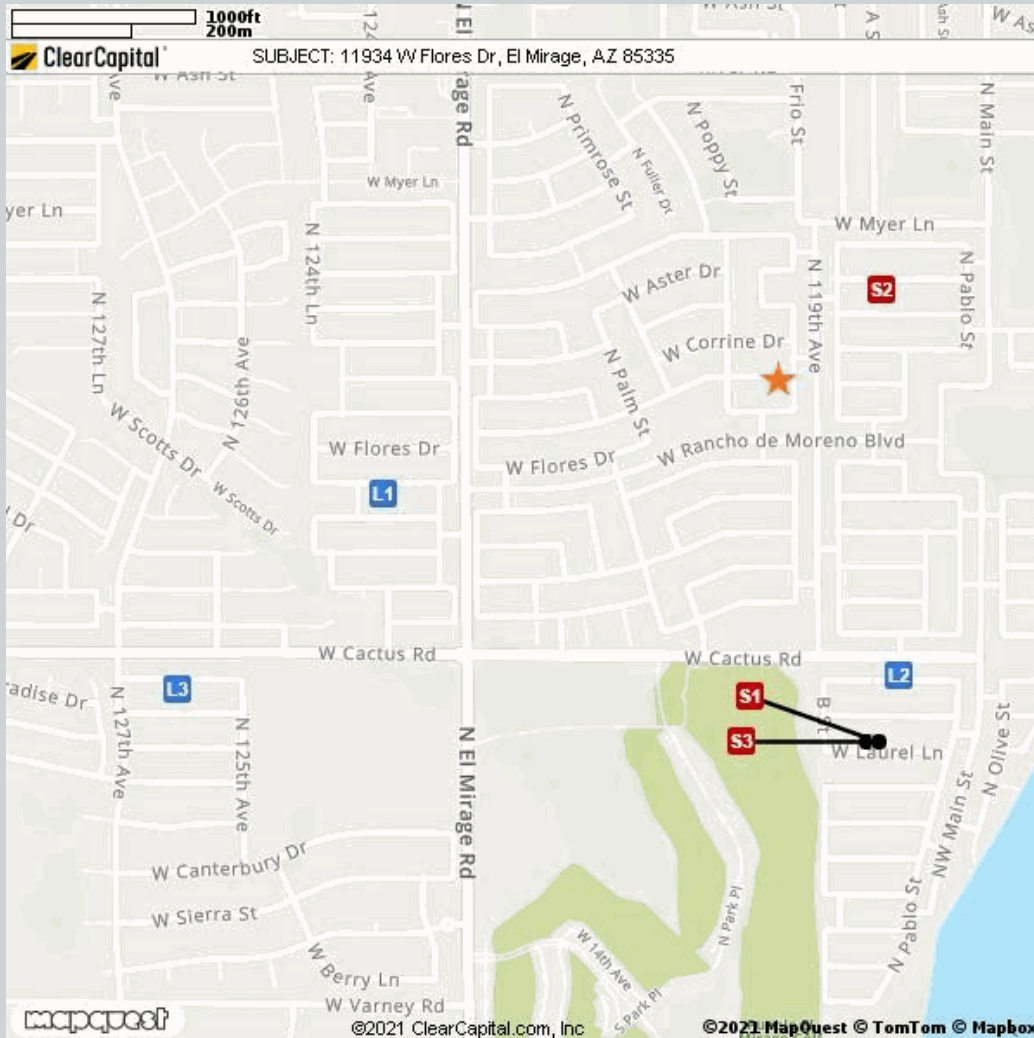 1000ft
200m
ClearCapital
SUBJECT: 11934 W Flores Dr, El Mirage, AZ 85335
W Ash St
N El Mirage Rd
Frio St
N Main St
N Primrose St
N Poppy St
N Fuller Dr
W Myer Ln
yer Ln
W Myer Ln
N 124th Ln
N 119th Ave
N Pablo St
W Aster Dr
S2
N 127th Ln
N 126th Ave
W Corrine Dr
N Palm St
W Scotts Dr
W Flores Dr
W Rancho de Moreno Blvd
W Flores Dr
L1
W Scotts Dr
Dr
W Cactus Rd
W Cactus Rd
L3
L2
adise Dr
S1
B St
N 127th Ave
N 125th Ave
N El Mirage Rd
S3
W Laurel Ln
N Olive St
NW Main St
W Canterbury Dr
W Sierra St
N Park Pl
N Pablo St
W 14th Ave
W Berry Ln
S Park Pl
W Varney Rd
mapquest
©2021 ClearCapital.com, Inc
©2021 MapQuest © TomTom © Mapbox